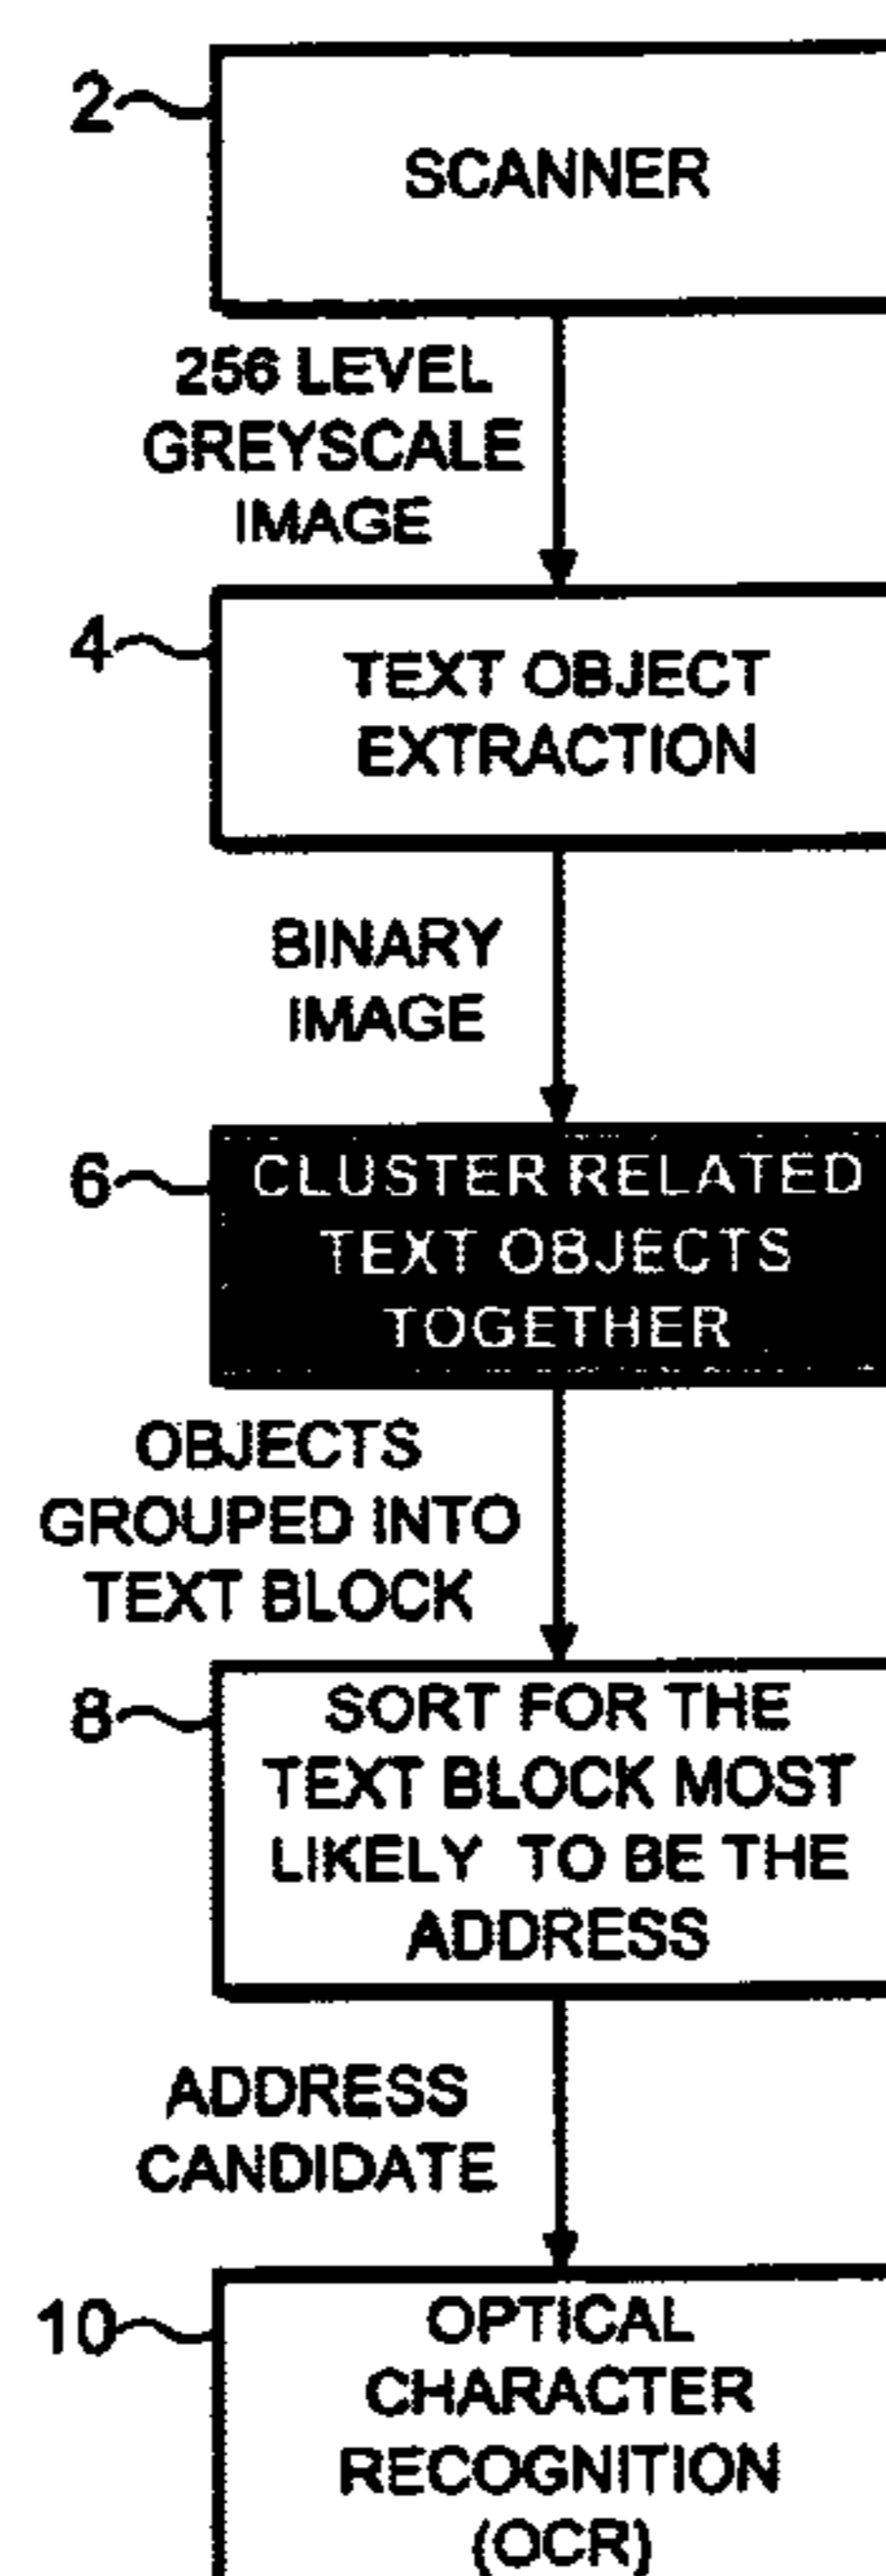 2
SCANNER
256 LEVEL
GREYSCALE
IMAGE
4
TEXT OBJECT
EXTRACTION
BINARY
IMAGE
6
CLUSTER RELATED
TEXT OBJECTS
TOGETHER
OBJECTS
GROUPED INTO
TEXT BLOCK
8
SORT FOR THE
TEXT BLOCK MOST
LIKELY TO BE THE
ADDRESS
ADDRESS
CANDIDATE
10
OPTICAL
CHARACTER
RECOGNITION
(OCR)